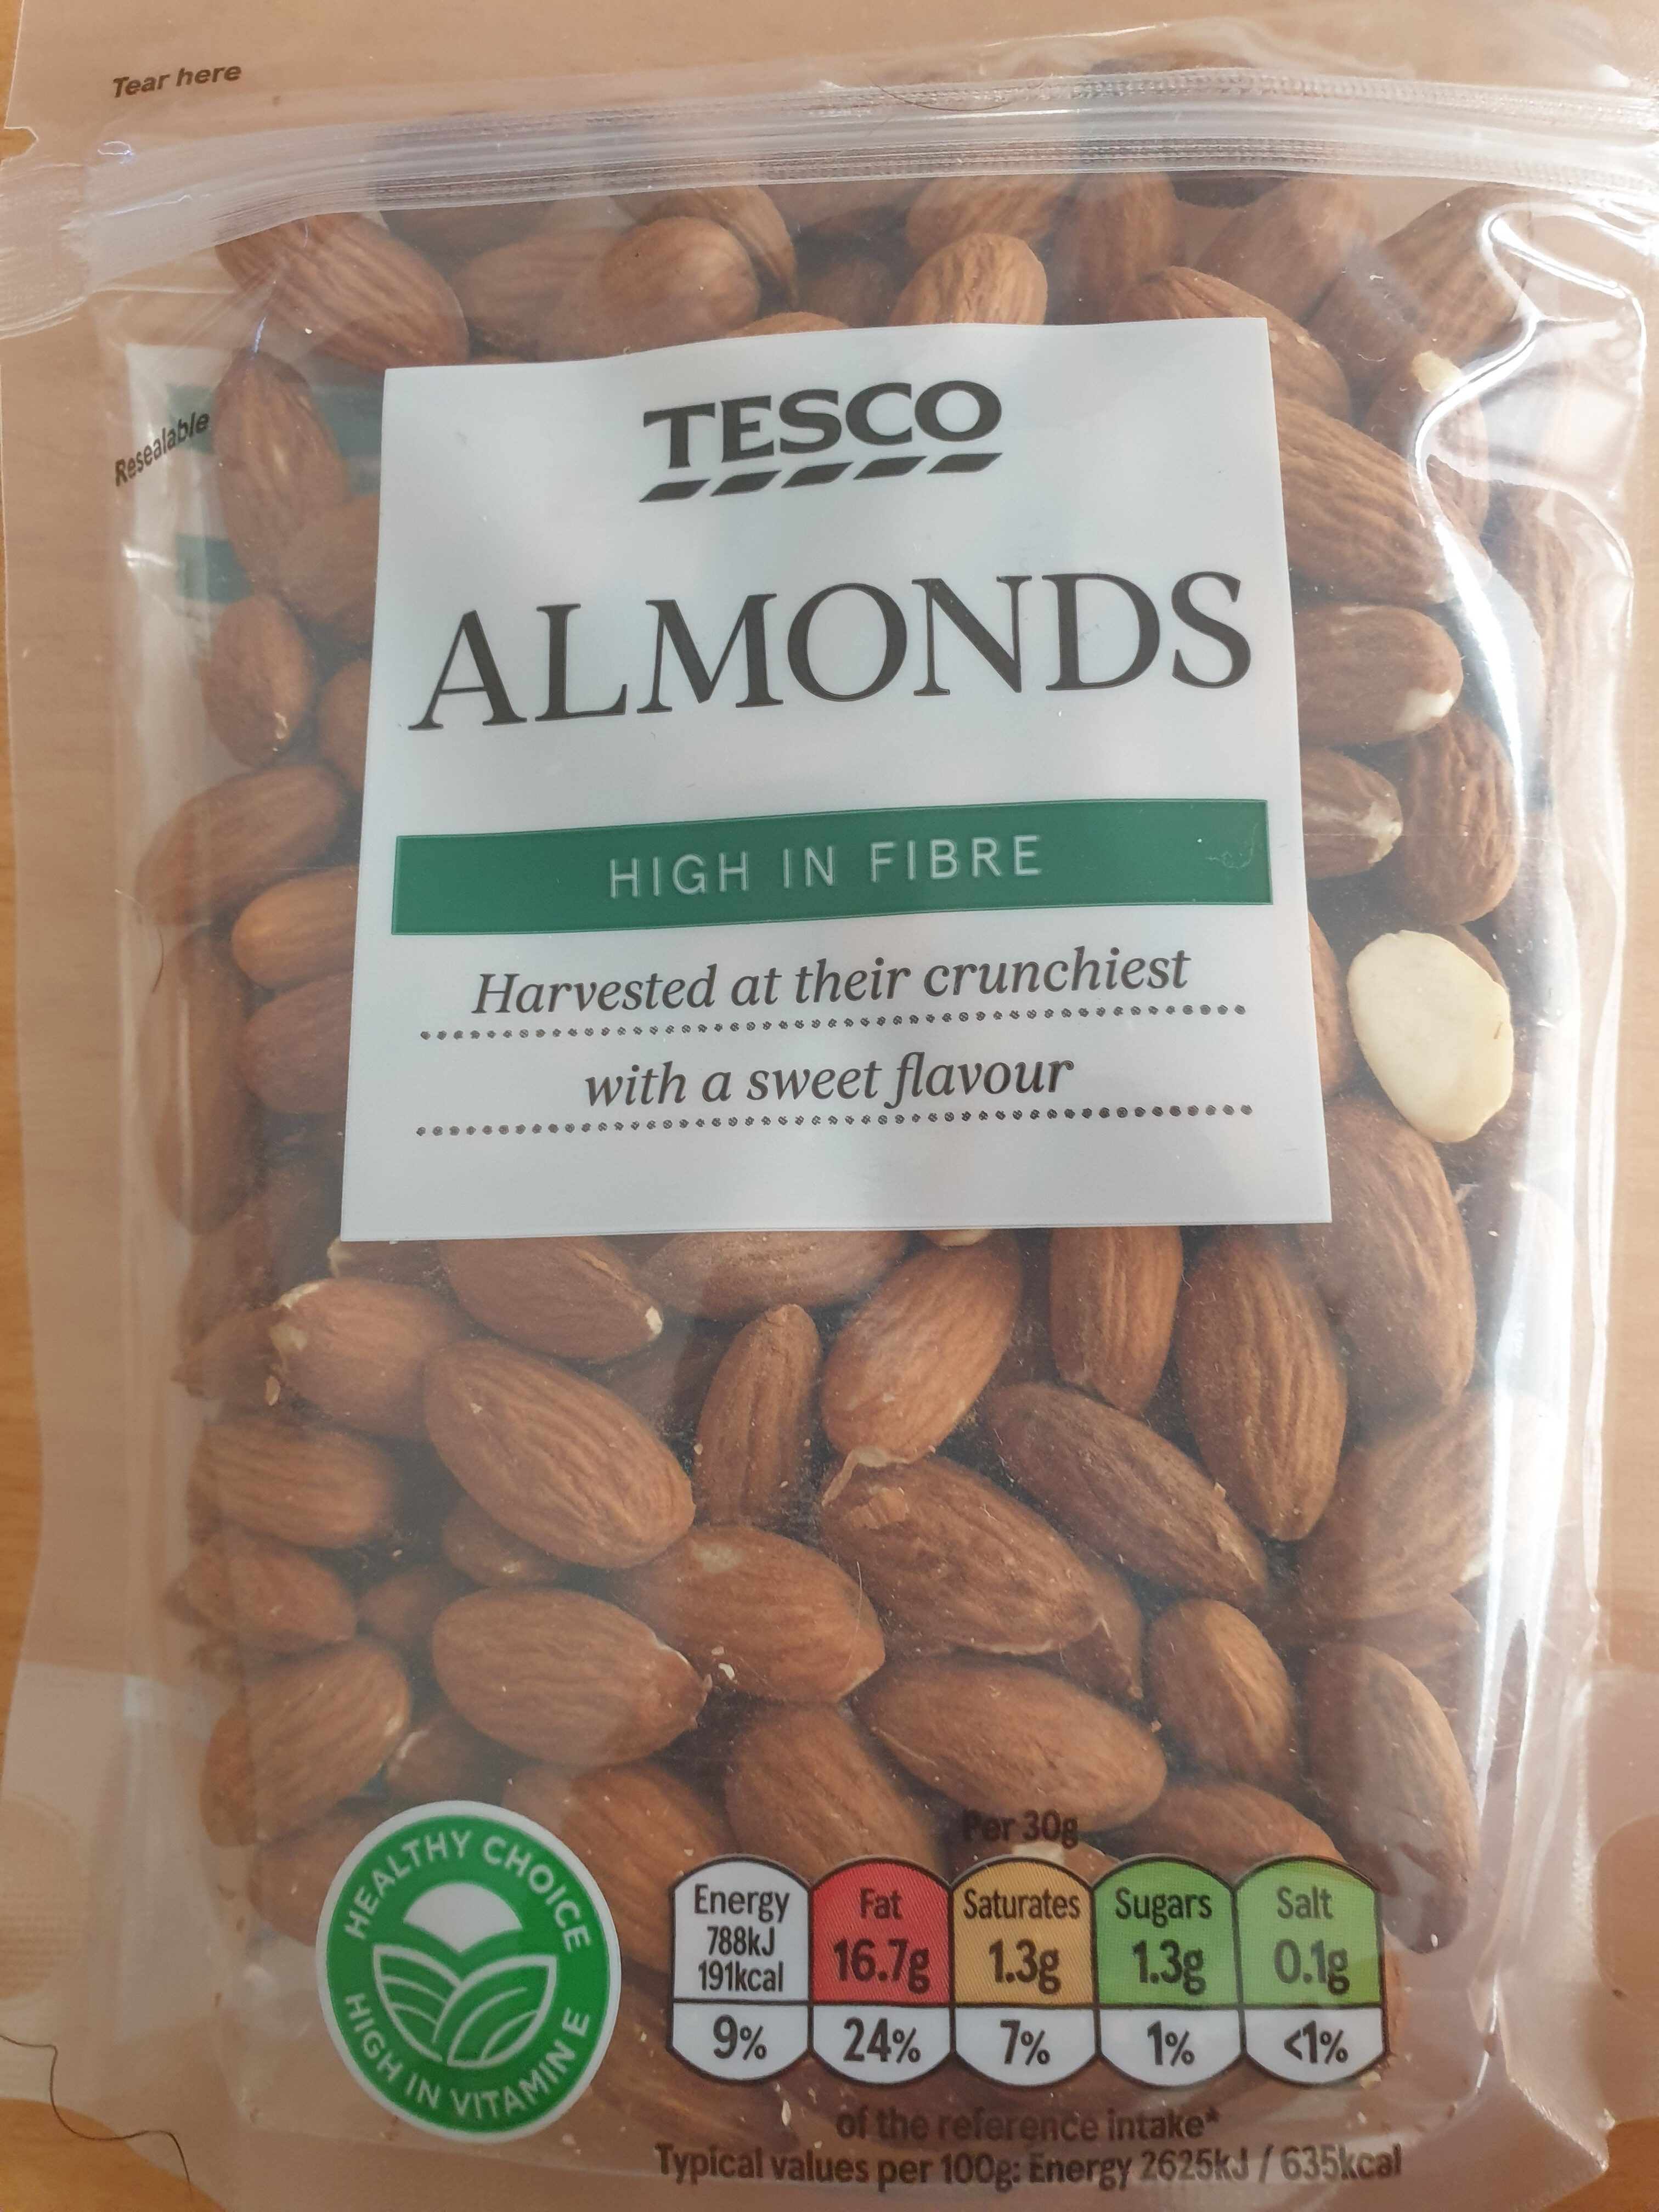 Tear here
Resealable
TESCO
ALMONDS
HIGH IN FIBRE
Harvested at their crunchiest
with a sweet flavour
HEALTHY CHOICE
HIGH IN VITAMIN E
Per 30g
Energy 788kJ 191kcal 9%
Fat 16.7g 24%
Saturates 1.3g 7%
Sugars 1.3g 1%
Salt 0.1g <1%
of the reference intake*
Typical values per 100g: Energy 2625kJ / 635kcal